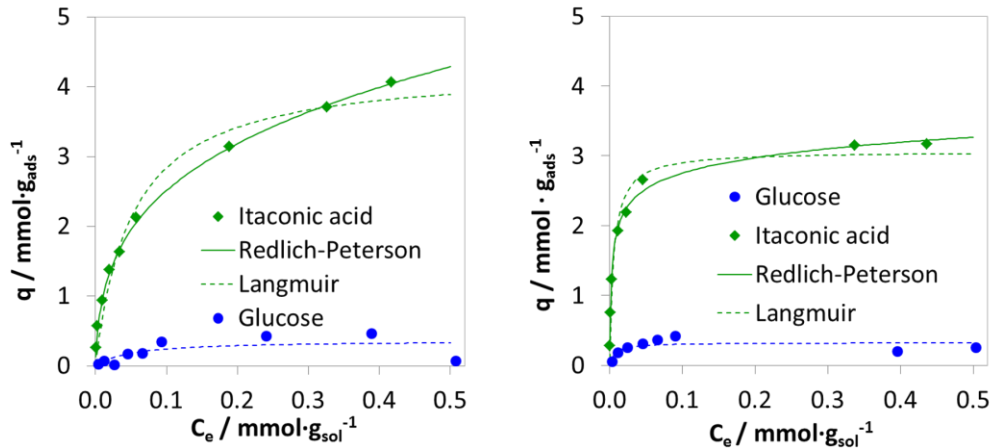 5
4
3
2
1
0
q / mmol·g_ads^-1
0.0 0.1 0.2 0.3 0.4 0.5
C_e / mmol·g_sol^-1
Itaconic acid
Redlich-Peterson
Langmuir
Glucose
5
4
3
2
1
0
q / mmol · g_ads^-1
0.0 0.1 0.2 0.3 0.4 0.5
C_e / mmol·g_sol^-1
Glucose
Itaconic acid
Redlich-Peterson
Langmuir